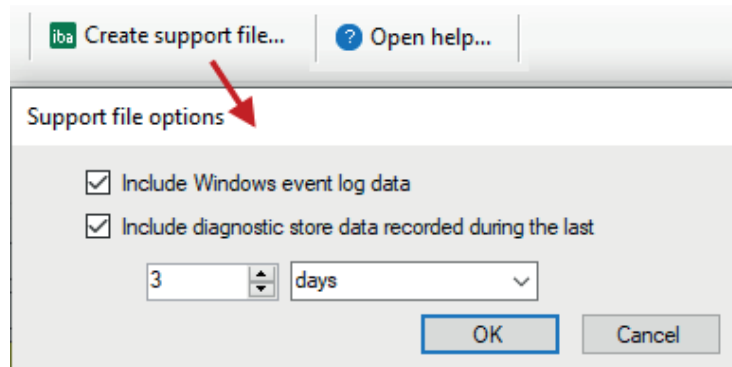 iba Create support file... ? Open help...
Support file options
Include Windows event log data
Include diagnostic store data recorded during the last
3 days
OK Cancel